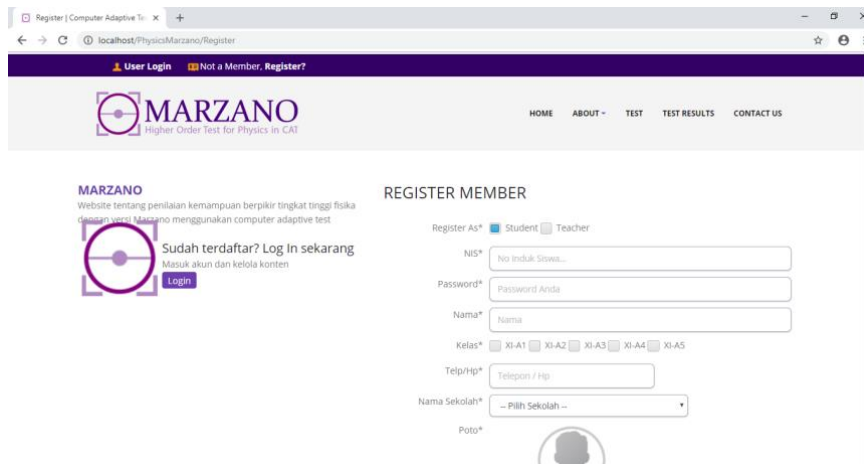 Register | Computer Adaptive Te
localhost/PhysicsMarzano/Register
User Login Not a Member, Register?
MARZANO
Higher Order Test for Physics in CAT
HOME ABOUT TEST TEST RESULTS CONTACT US
MARZANO
Website tentang penilaian kemampuan berpikir tingkat tinggi fisika
dengan versi Marzano menggunakan computer adaptive test
Sudah terdaftar? Log In sekarang
Masuk akun dan kelola konten
Login
REGISTER MEMBER
Register As* Student Teacher
NIS* No Induk Siswa...
Password* Password Anda
Nama* Nama
Kelas* XI-A1 XI-A2 XI-A3 XI-A4 XI-A5
Telp/Hp* Telepon / Hp
Nama Sekolah* -- Pilih Sekolah --
Poto*